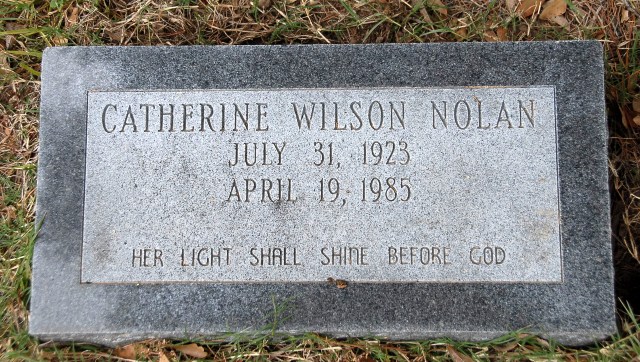 CATHERINE WILSON NOLAN
JULY 31, 1923
APRIL 19, 1985
HER LIGHT SHALL SHINE BEFORE GOD